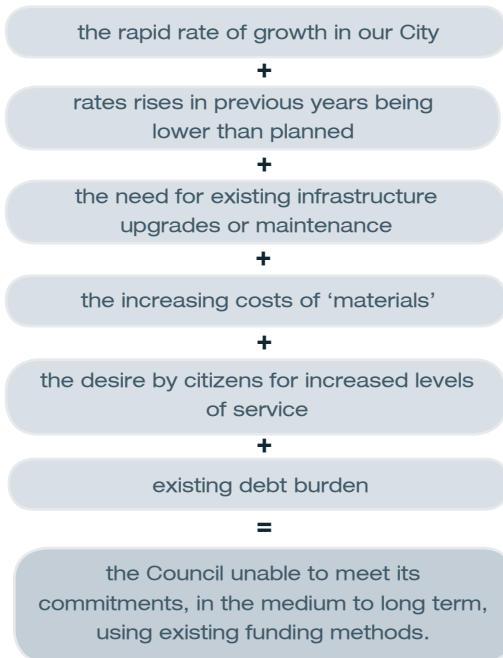 the rapid rate of growth in our City
+
rates rises in previous years being
lower than planned
+
the need for existing infrastructure
upgrades or maintenance
+
the increasing costs of ‘materials’
+
the desire by citizens for increased levels
of service
+
existing debt burden
=
the Council unable to meet its
commitments, in the medium to long term,
using existing funding methods.